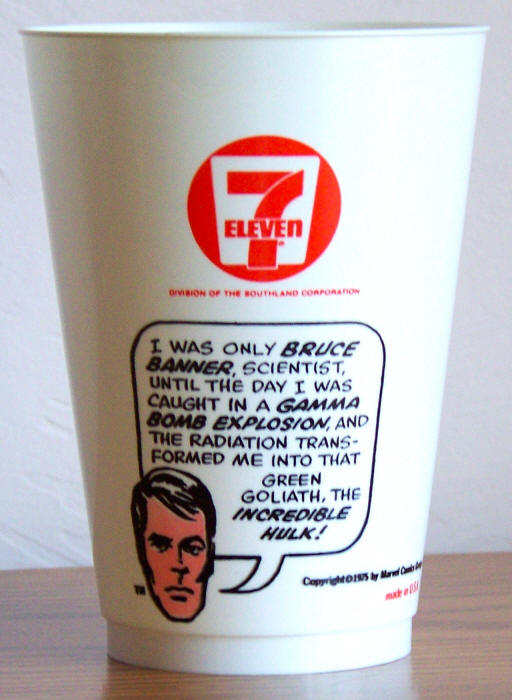 7
ELEVEn
DIVISION OF THE SOUTHLAND CORPORATION
I WAS ONLY BRUCE
BANNER, SCIENTIST,
UNTIL THE DAY I WAS
CAUGHT IN A GAMMA
BOMB EXPLOSION, AND
THE RADIATION TRANS-
FORMED ME INTO THAT
GREEN
GOLIATH, THE
INCREDIBLE
HULK!
TM
Copyright ©1975 by Marvel Comics
made in U.S.